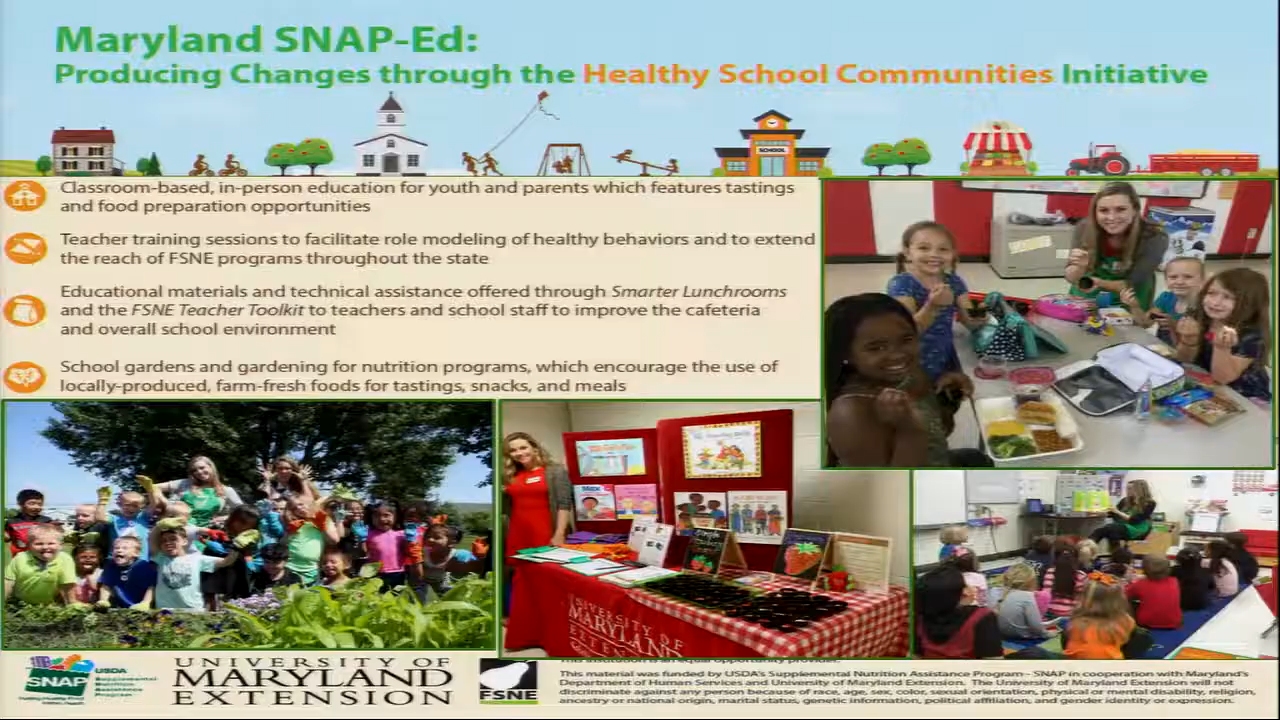 Maryland SNAP-Ed:
Producing Changes through the Healthy School Communities Initiative
SCHOOL
Classroom-based, in-person education for youth and parents which features tastings
and food preparation opportunities
Teacher training sessions to facilitate role modeling of healthy behaviors and to extend
the reach of FSNE programs throughout the state
Educational materials and technical assistance offered through Smarter Lunchrooms
and the FSNE Teacher Toolkit to teachers and school staff to improve the cafeteria
and overall school environment
School gardens and gardening for nutrition programs, which encourage the use of
locally-produced, farm-fresh foods for tastings, snacks, and meals
UNIVERSITY OF
MARYLAND
EXTENSION
SNAP
USDA
Supplemental
Nutrition
Assistance
Program
UNIVERSITY OF
MARYLAND
EXTENSION
FSNE
This institution is an equal opportunity provider.
This material was funded by USDA's Supplemental Nutrition Assistance Program - SNAP in cooperation with Maryland's
Department of Human Services and University of Maryland Extension. The University of Maryland Extension will not
discriminate against any person because of race, age, sex, color, sexual orientation, physical or mental disability, religion,
ancestry or national origin, marital status, genetic information, political affiliation, and gender identity or expression.